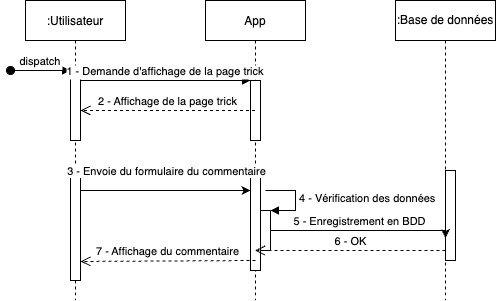 :Utilisateur
App
:Base de données
dispatch
1 - Demande d'affichage de la page trick
2 - Affichage de la page trick
3 - Envoie du formulaire du commentaire
4 - Vérification des données
5 - Enregistrement en BDD
6 - OK
7 - Affichage du commentaire